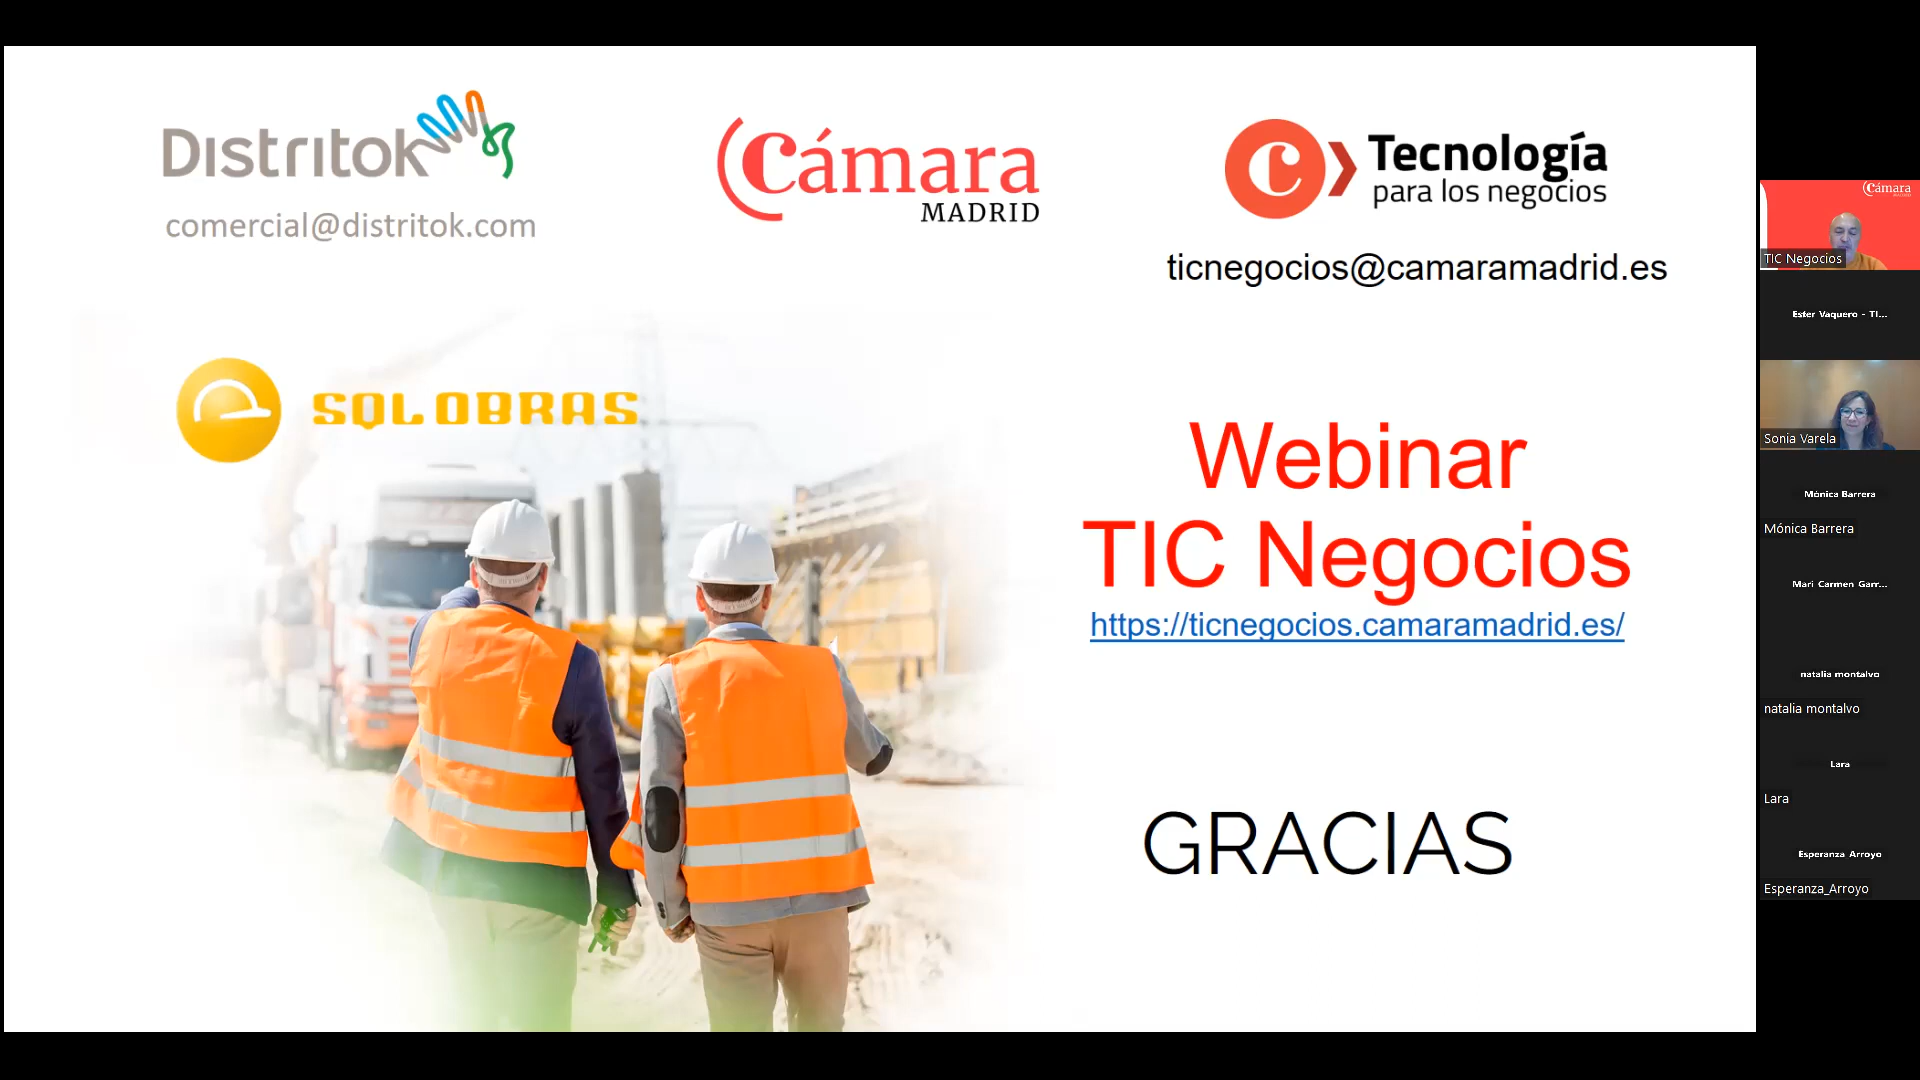 Distritok
comercial@distritok.com
Cámara
MADRID
Tecnología
para los negocios
ticnegocios@camaramadrid.es
SQL OBRAS
Webinar
TIC Negocios
https://ticnegocios.camaramadrid.es/
GRACIAS
Cámara
TIC Negocios
Ester Vaquero - TI...
Sonia Varela
Mónica Barrera
Mónica Barrera
Mari Carmen Garr...
natalia montalvo
natalia montalvo
Lara
Lara
Esperanza Arroyo
Esperanza_Arroyo